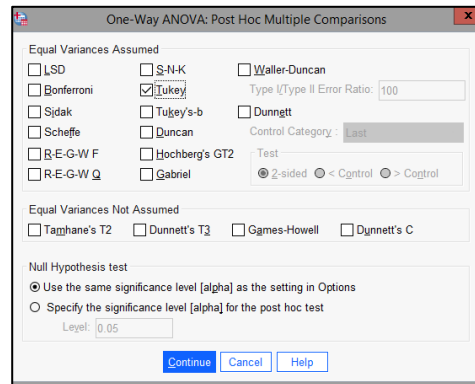 One-Way ANOVA: Post Hoc Multiple Comparisons
x
Equal Variances Assumed
LSD S-N-K Waller-Duncan
Bonferroni Tukey Type I/Type II Error Ratio: 100
Sidak Tukey's-b Dunnett
Scheffe Duncan Control Category : Last
R-E-G-W F Hochberg's GT2 Test
R-E-G-W Q Gabriel 2-sided < Control > Control
Equal Variances Not Assumed
Tamhane's T2 Dunnett's T3 Games-Howell Dunnett's C
Null Hypothesis test
Use the same significance level [alpha] as the setting in Options
Specify the significance level [alpha] for the post hoc test
Level: 0.05
Continue Cancel Help